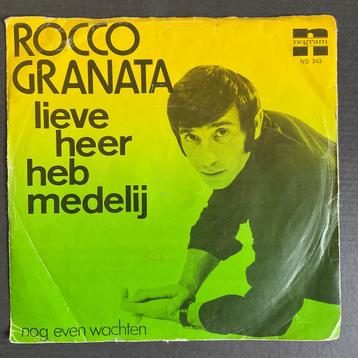 ROCCO
GRANATA
lieve
heer
heb
medelij
nog even wachten
negram
NG 343